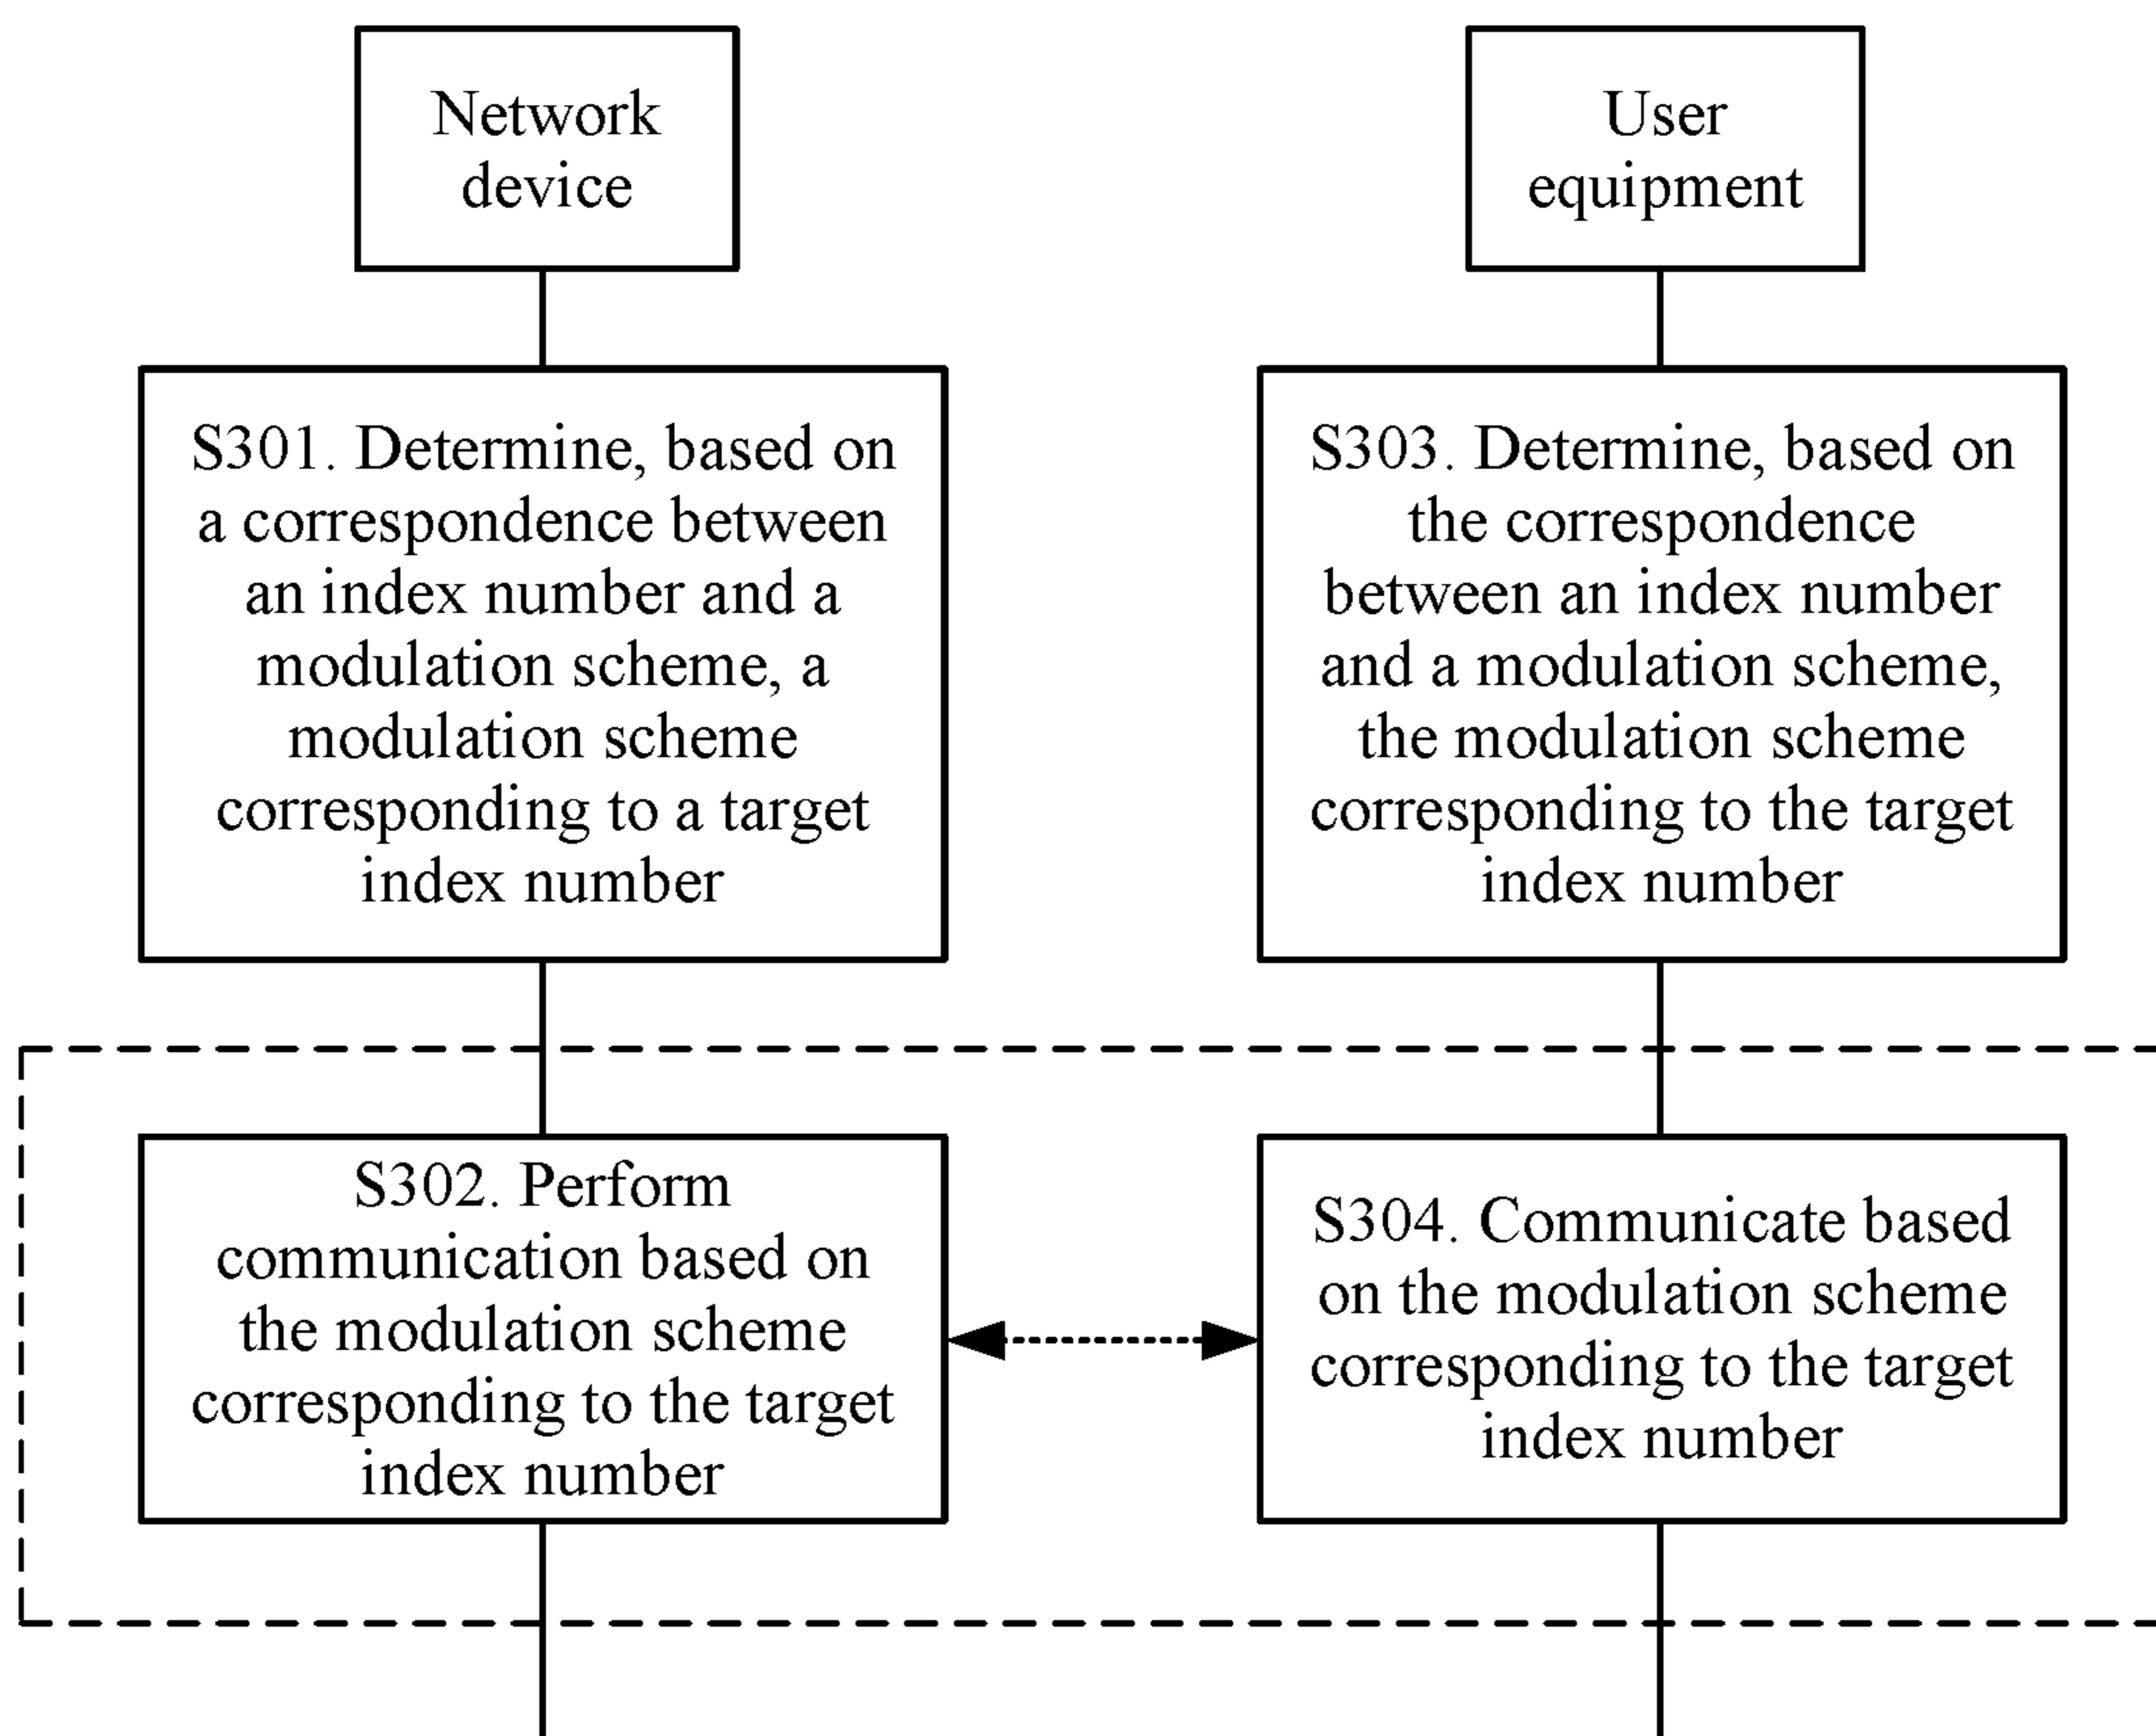 Network
device
User
equipment
S301. Determine, based on
a correspondence between
an index number and a
modulation scheme, a
modulation scheme
corresponding to a target
index number
S303. Determine, based on
the correspondence
between an index number
and a modulation scheme,
the modulation scheme
corresponding to the target
index number
S302. Perform
communication based on
the modulation scheme
corresponding to the target
index number
S304. Communicate based
on the modulation scheme
corresponding to the target
index number